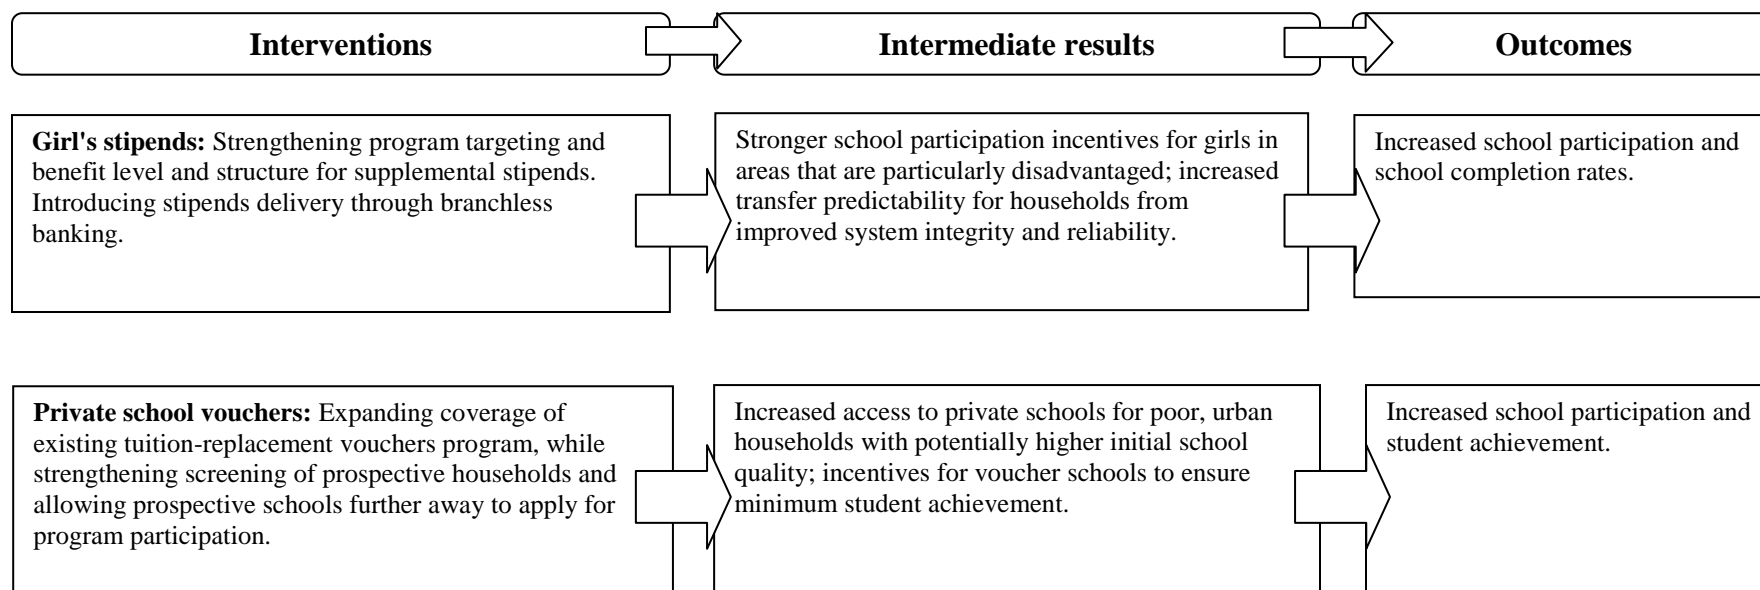 Interventions
Intermediate results
Outcomes
Girl's stipends: Strengthening program targeting and
benefit level and structure for supplemental stipends.
Introducing stipends delivery through branchless
banking.
Stronger school participation incentives for girls in
areas that are particularly disadvantaged; increased
transfer predictability for households from
improved system integrity and reliability.
Increased school participation and
school completion rates.
Private school vouchers: Expanding coverage of
existing tuition-replacement vouchers program, while
strengthening screening of prospective households and
allowing prospective schools further away to apply for
program participation.
Increased access to private schools for poor, urban
households with potentially higher initial school
quality; incentives for voucher schools to ensure
minimum student achievement.
Increased school participation and
student achievement.